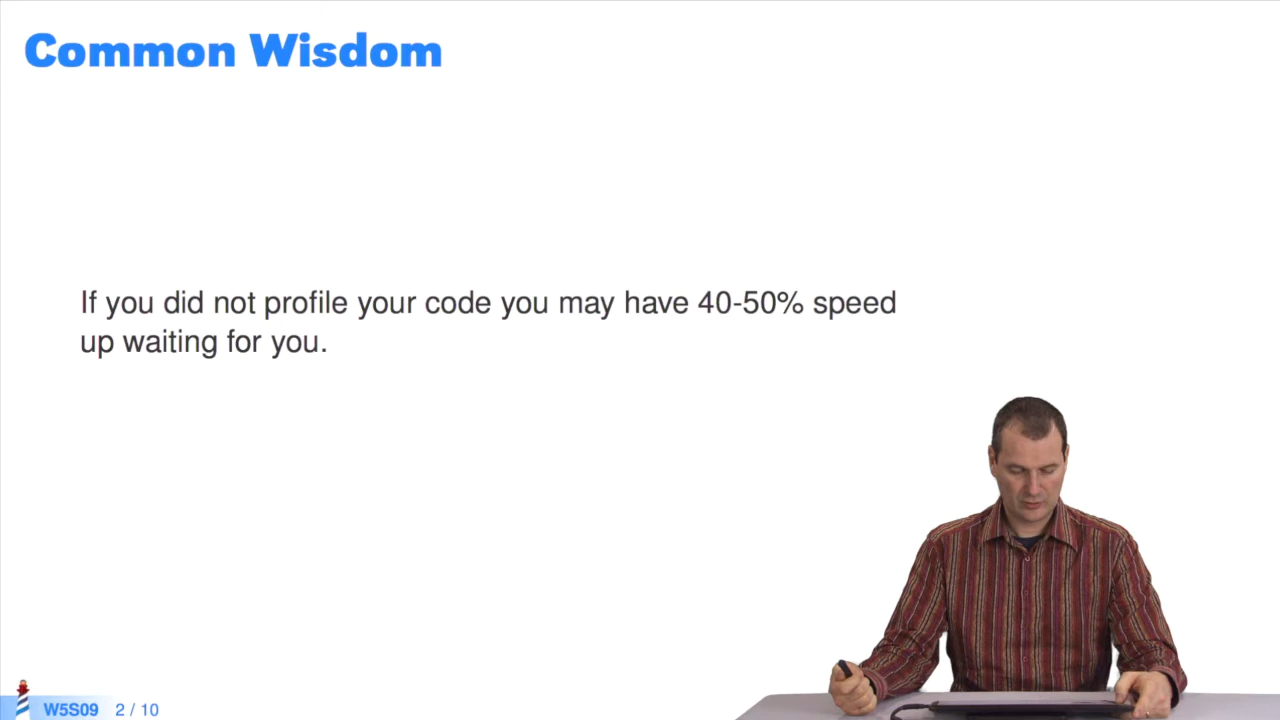 Common Wisdom
If you did not profile your code you may have 40-50% speed
up waiting for you.
W5S09 2 / 10